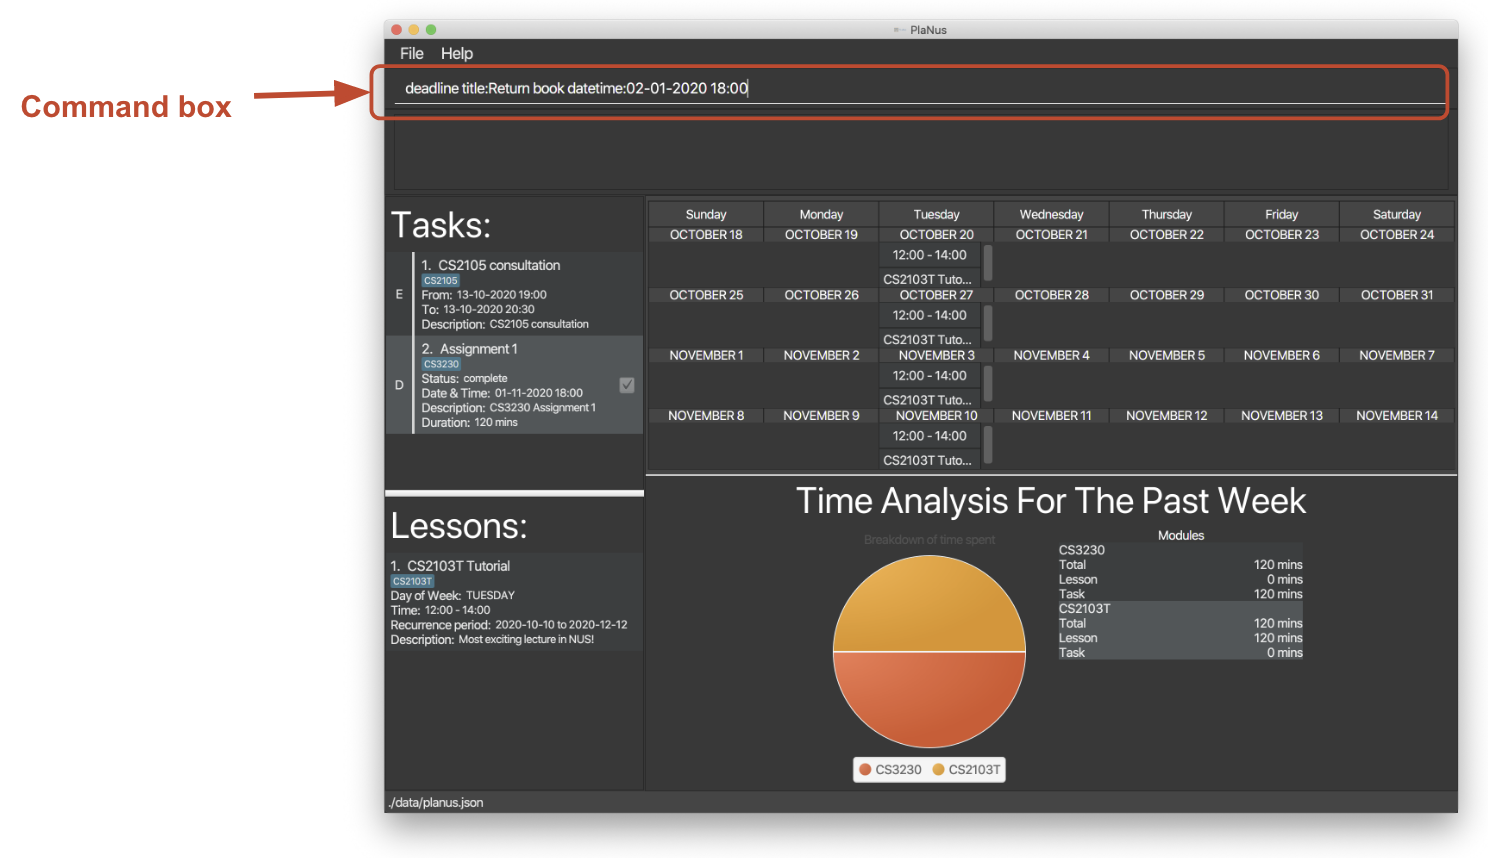 PlaNus
File Help
Command box
deadline title:Return book datetime:02-01-2020 18:00
Tasks:
E
1. CS2105 consultation
CS2105
From: 13-10-2020 19:00
To: 13-10-2020 20:30
Description: CS2105 consultation
D
2. Assignment 1
CS3230
Status: complete
Date & Time: 01-11-2020 18:00
Description: CS3230 Assignment 1
Duration: 120 mins
Lessons:
1. CS2103T Tutorial
CS2103T
Day of Week: TUESDAY
Time: 12:00 - 14:00
Recurrence period: 2020-10-10 to 2020-12-12
Description: Most exciting lecture in NUS!
Sunday Monday Tuesday Wednesday Thursday Friday Saturday
OCTOBER 18 OCTOBER 19 OCTOBER 20 OCTOBER 21 OCTOBER 22 OCTOBER 23 OCTOBER 24
12:00 - 14:00
CS2103T Tuto...
OCTOBER 25 OCTOBER 26 OCTOBER 27 OCTOBER 28 OCTOBER 29 OCTOBER 30 OCTOBER 31
12:00 - 14:00
CS2103T Tuto...
NOVEMBER 1 NOVEMBER 2 NOVEMBER 3 NOVEMBER 4 NOVEMBER 5 NOVEMBER 6 NOVEMBER 7
12:00 - 14:00
CS2103T Tuto...
NOVEMBER 8 NOVEMBER 9 NOVEMBER 10 NOVEMBER 11 NOVEMBER 12 NOVEMBER 13 NOVEMBER 14
12:00 - 14:00
CS2103T Tuto...
Time Analysis For The Past Week
Breakdown of time spent
CS3230 CS2103T
Modules
CS3230
Total 120 mins
Lesson 0 mins
Task 120 mins
CS2103T
Total 120 mins
Lesson 120 mins
Task 0 mins
./data/planus.json